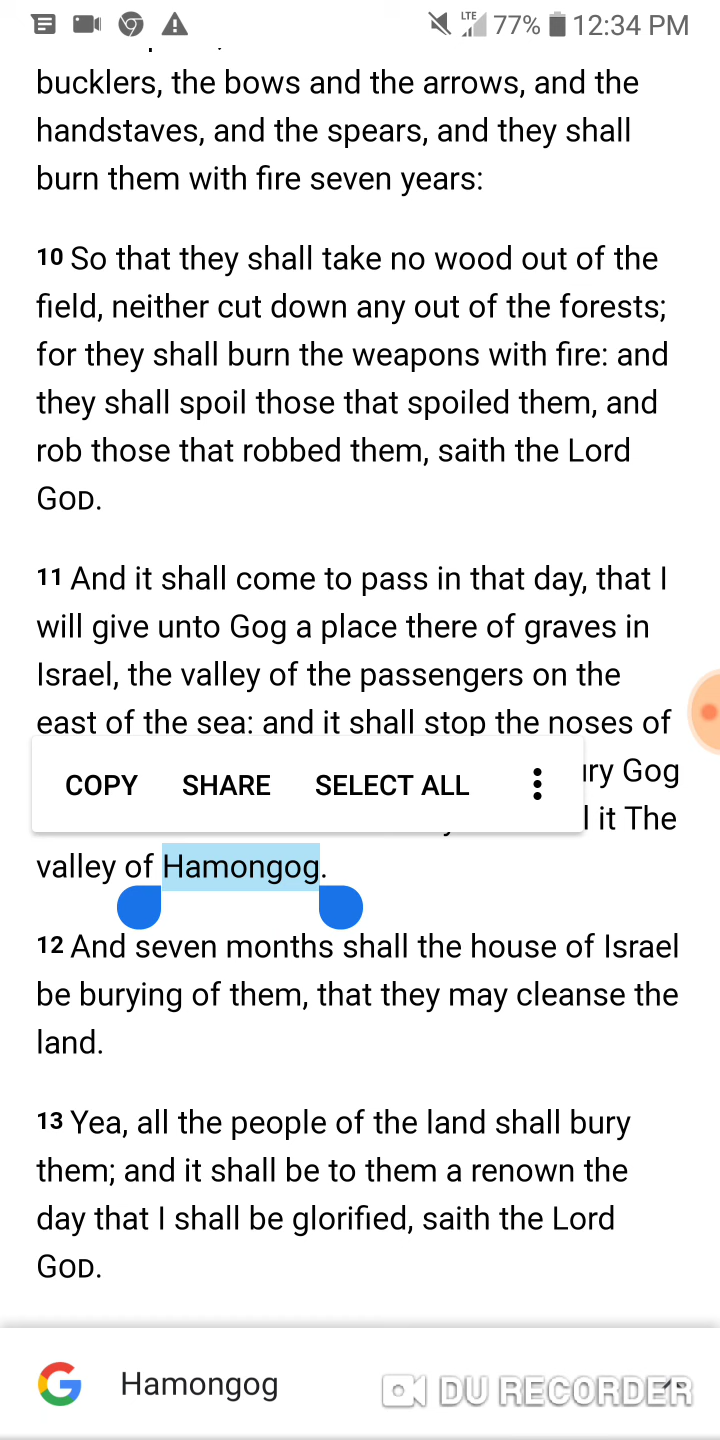 LTE 77% 12:34 PM
bucklers, the bows and the arrows, and the
handstaves, and the spears, and they shall
burn them with fire seven years:
10 So that they shall take no wood out of the
field, neither cut down any out of the forests;
for they shall burn the weapons with fire: and
they shall spoil those that spoiled them, and
rob those that robbed them, saith the Lord
GOD.
11 And it shall come to pass in that day, that I
will give unto Gog a place there of graves in
Israel, the valley of the passengers on the
east of the sea: and it shall stop the noses of
COPY SHARE SELECT ALL
Gog
it The
valley of Hamongog.
12 And seven months shall the house of Israel
be burying of them, that they may cleanse the
land.
13 Yea, all the people of the land shall bury
them; and it shall be to them a renown the
day that I shall be glorified, saith the Lord
GOD.
Hamongog
DU RECORDER